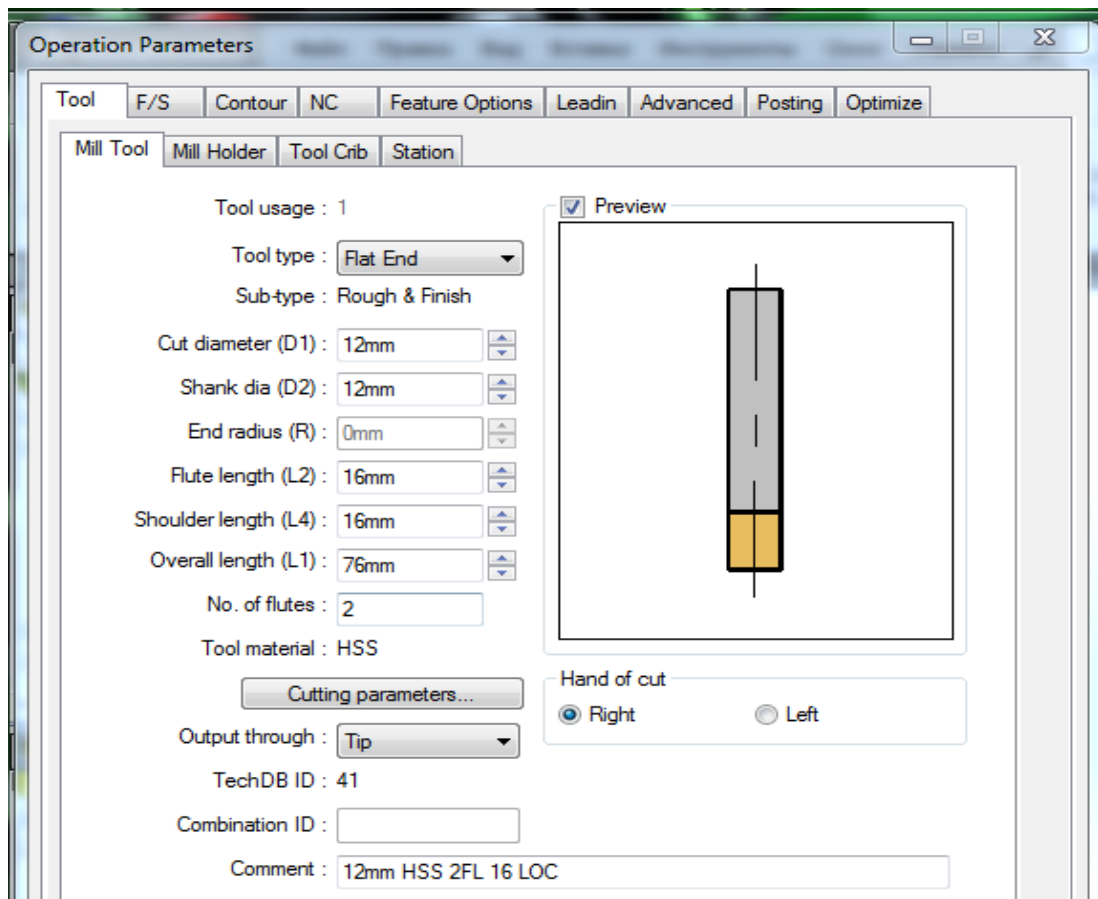 Operation Parameters
Tool F/S Contour NC Feature Options Leadin Advanced Posting Optimize
Mill Tool Mill Holder Tool Crib Station
Tool usage : 1
Preview
Tool type : Flat End
Sub-type : Rough & Finish
Cut diameter (D1) : 12mm
Shank dia (D2) : 12mm
End radius (R) : 0mm
Flute length (L2) : 16mm
Shoulder length (L4) : 16mm
Overall length (L1) : 76mm
No. of flutes : 2
Tool material : HSS
Cutting parameters...
Hand of cut
Right Left
Output through : Tip
TechDB ID : 41
Combination ID :
Comment : 12mm HSS 2FL 16 LOC